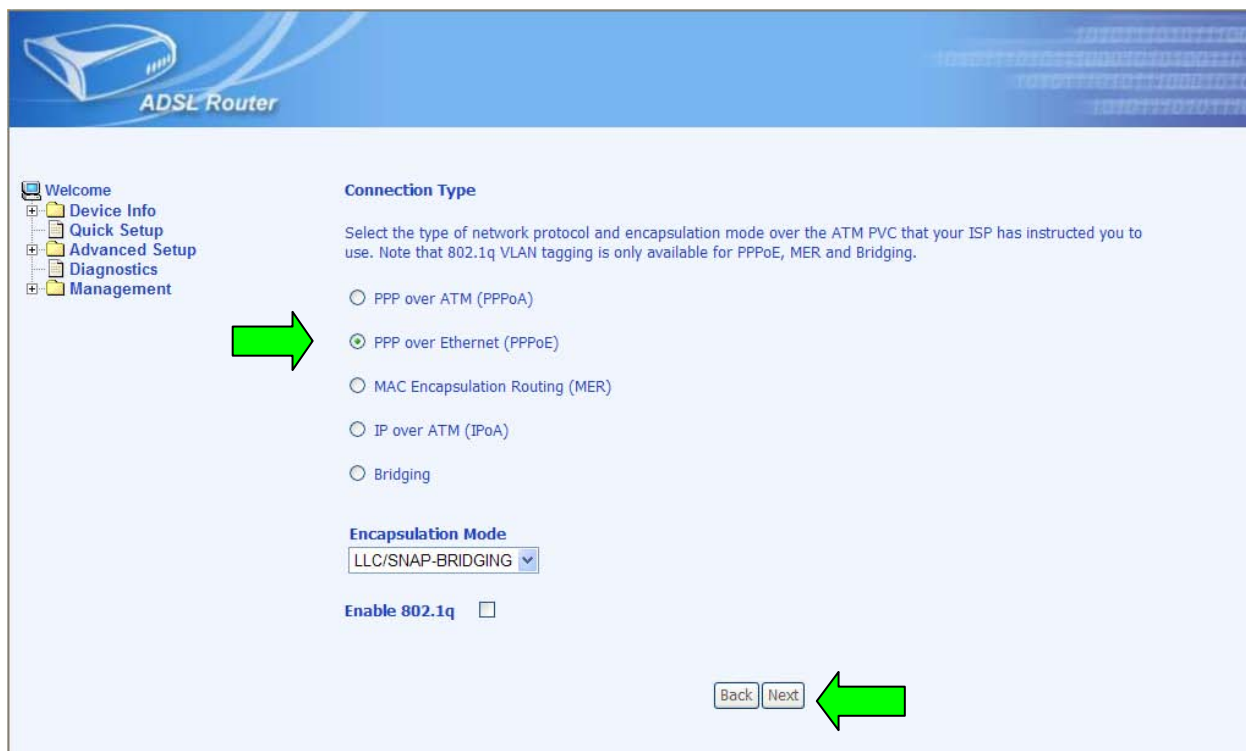 ADSL Router
Welcome
Device Info
Quick Setup
Advanced Setup
Diagnostics
Management
Connection Type
Select the type of network protocol and encapsulation mode over the ATM PVC that your ISP has instructed you to
use. Note that 802.1q VLAN tagging is only available for PPPoE, MER and Bridging.
PPP over ATM (PPPoA)
PPP over Ethernet (PPPoE)
MAC Encapsulation Routing (MER)
IP over ATM (IPoA)
Bridging
Encapsulation Mode
LLC/SNAP-BRIDGING
Enable 802.1q
Back Next